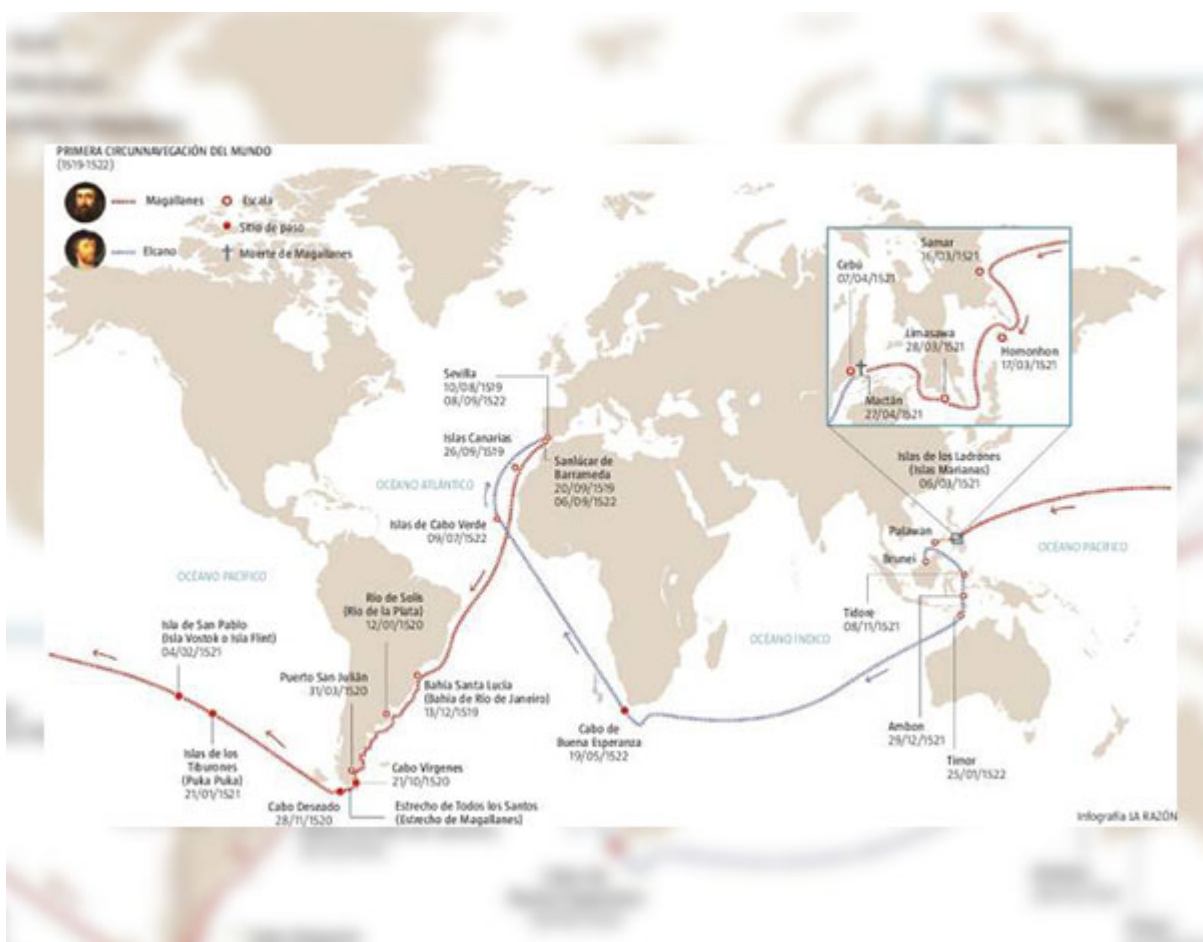 PRIMERA CIRCUNNAVEGACIÓN DEL MUNDO
(1519-1522)
Magallanes
Escala
Sitio de paso
Elcano
Muerte de Magallanes
Samar
16/03/1521
Cebú
07/04/1521
Limasawa
28/03/1521
Homonhon
17/03/1521
Mactán
27/04/1521
Sevilla
10/08/1519
08/09/1522
Islas Canarias
26/09/1519
Sanlúcar de
Barrameda
20/09/1519
06/09/1522
OCÉANO ATLÁNTICO
Islas de Cabo Verde
09/07/1522
Islas de los Ladrones
(Islas Marianas)
06/03/1521
Palawan
Brunei
OCÉANO PACÍFICO
OCÉANO PACÍFICO
Río de Solís
(Río de la Plata)
12/01/1520
Tidore
08/11/1521
OCÉANO ÍNDICO
Isla de San Pablo
(Isla Vostok o Isla Flint)
04/02/1521
Puerto San Julián
31/03/1520
Bahía Santa Lucía
(Bahía de Río de Janeiro)
13/12/1519
Cabo de
Buena Esperanza
19/05/1522
Ambon
29/12/1521
Timor
25/01/1522
Islas de los
Tiburones
(Puka Puka)
21/01/1521
Cabo Vírgenes
21/10/1520
Cabo Deseado
28/11/1520
Estrecho de Todos los Santos
(Estrecho de Magallanes)
Infografía LA RAZÓN